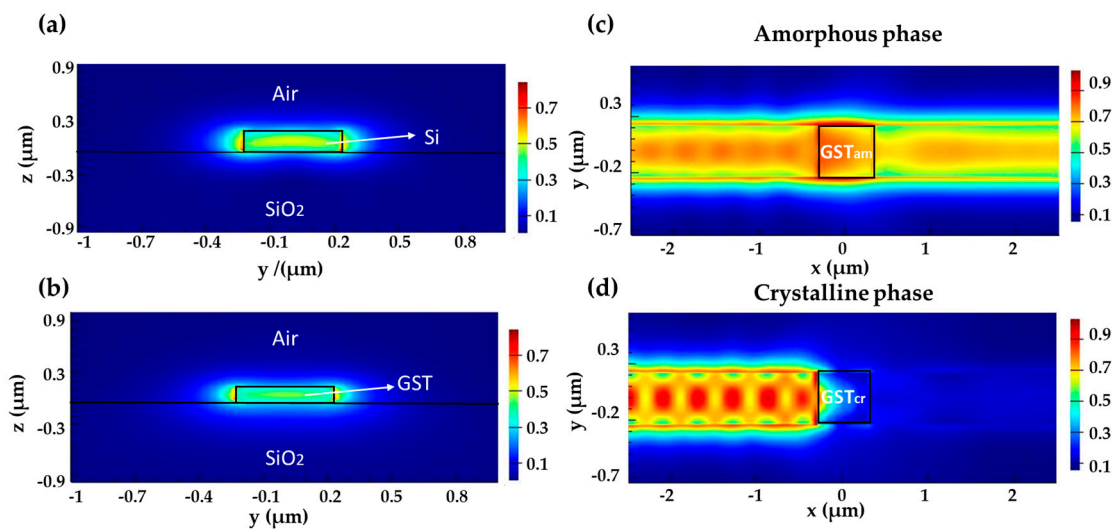 (a)
0.9
0.3
-0.3
-0.9
z (μm)
Air
Si
SiO2
0.7
0.5
0.3
0.1
-1 -0.7 -0.4 -0.1 0.2 0.5 0.8
y /(μm)
(b)
0.9
0.3
-0.3
-0.9
z (μm)
Air
GST
SiO2
0.7
0.5
0.3
0.1
-1 -0.7 -0.4 -0.1 0.2 0.5 0.8
y (μm)
(c)
Amorphous phase
0.3
-0.2
-0.7
y (μm)
GSTam
0.9
0.7
0.5
0.3
0.1
-2 -1 0 1 2
x (μm)
(d)
Crystalline phase
0.3
-0.2
-0.7
y (μm)
GSTcr
0.9
0.7
0.5
0.3
0.1
-2 -1 0 1 2
x (μm)